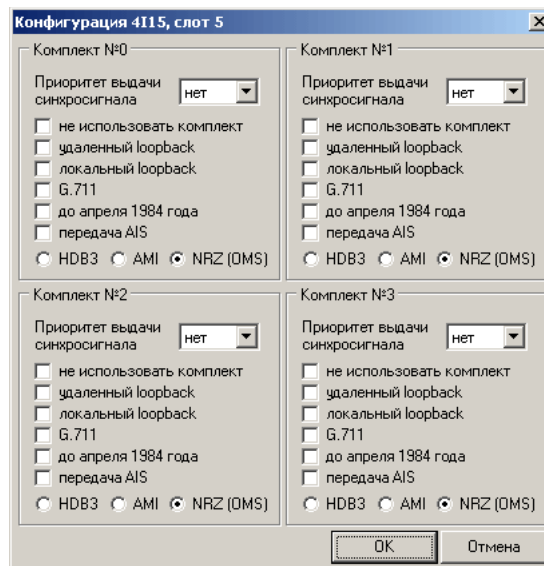 Конфигурация 4I15, слот 5
Комплект №0
Приоритет выдачи
синхросигнала
нет
не использовать комплект
удаленный loopback
локальный loopback
G.711
до апреля 1984 года
передача AIS
HDB3 AMI NRZ (OMS)
Комплект №1
Приоритет выдачи
синхросигнала
нет
не использовать комплект
удаленный loopback
локальный loopback
G.711
до апреля 1984 года
передача AIS
HDB3 AMI NRZ (OMS)
Комплект №2
Приоритет выдачи
синхросигнала
нет
не использовать комплект
удаленный loopback
локальный loopback
G.711
до апреля 1984 года
передача AIS
HDB3 AMI NRZ (OMS)
Комплект №3
Приоритет выдачи
синхросигнала
нет
не использовать комплект
удаленный loopback
локальный loopback
G.711
до апреля 1984 года
передача AIS
HDB3 AMI NRZ (OMS)
OK Отмена